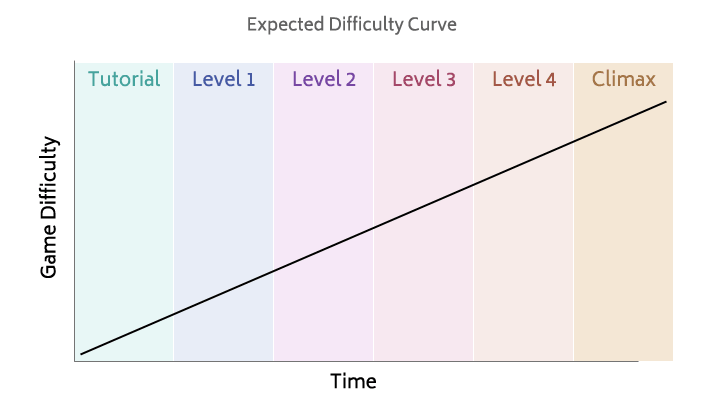 Expected Difficulty Curve
Tutorial
Level 1
Level 2
Level 3
Level 4
Climax
Game Difficulty
Time